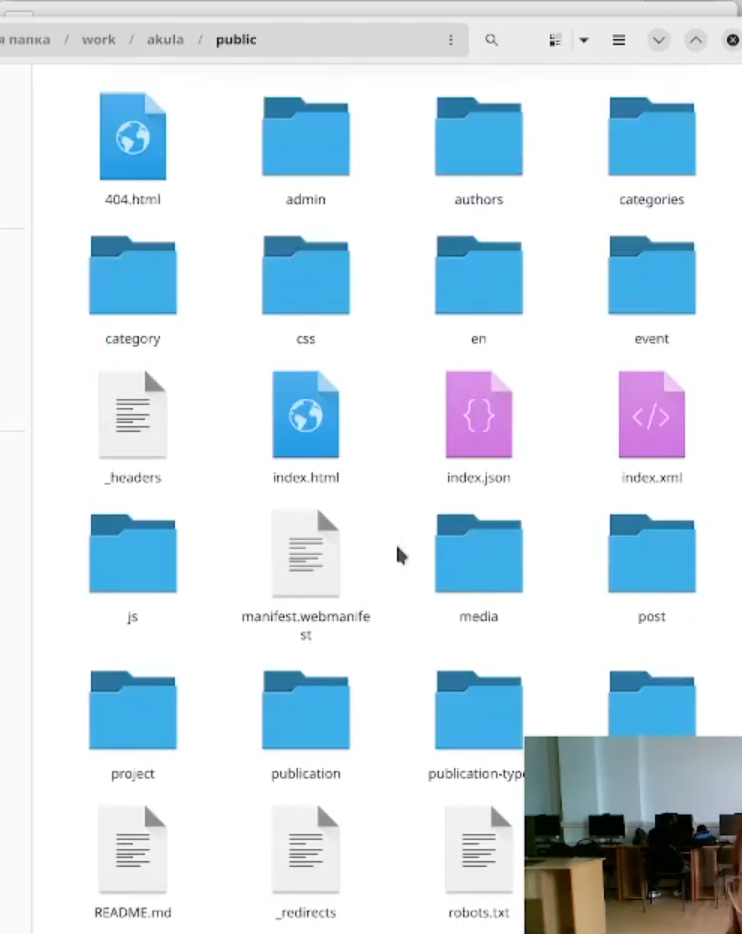 я папка / work / akula / public
404.html admin authors categories
category css en event
_headers index.html index.json index.xml
js manifest.webmanife
st media post
project publication publication-type
README.md _redirects robots.txt